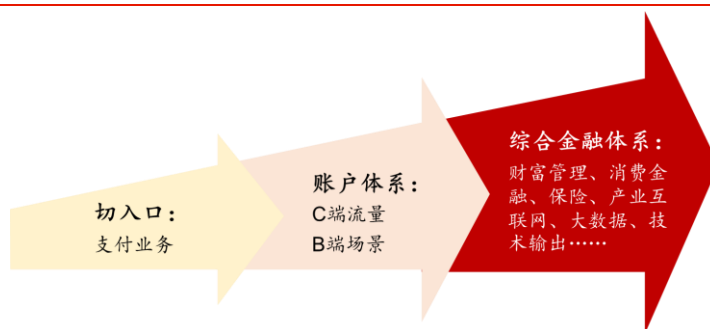 切入口：
支付业务
账户体系：
C端流量
B端场景
综合金融体系：
财富管理、消费金
融、保险、产业互
联网、大数据、技
术输出……